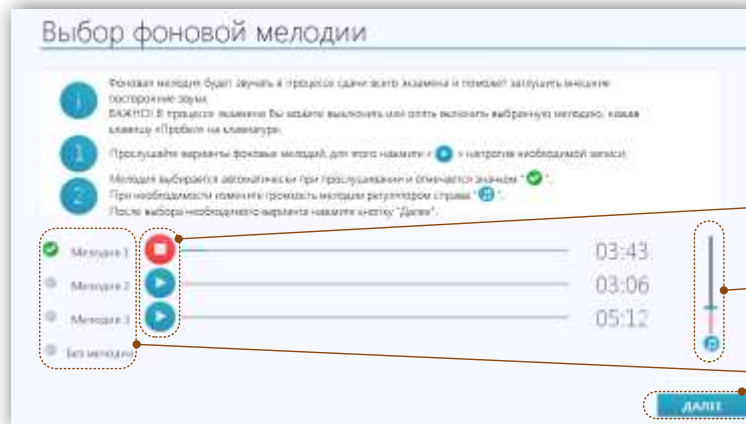 Выбор фоновой мелодии
i
Фоновая мелодия будет звучать в процессе сдачи всего экзамена и поможет заглушить внешние
посторонние звуки.
ВАЖНО! В процессе экзамена Вы можете выключить или опять включить выбранную мелодию, нажав
клавишу «Пробел» на клавиатуре.
1
Прослушайте варианты фоновых мелодий, для этого нажмите « » напротив необходимой записи
2
Мелодия выбирается автоматически при прослушивании и отмечается значком " ".
При необходимости измените громкость мелодии регулятором справа " ".
После выбора необходимого варианта нажмите кнопку "Далее".
Мелодия 1 03:43
Мелодия 2 03:06
Мелодия 3 05:12
Без мелодии
ДАЛЕЕ